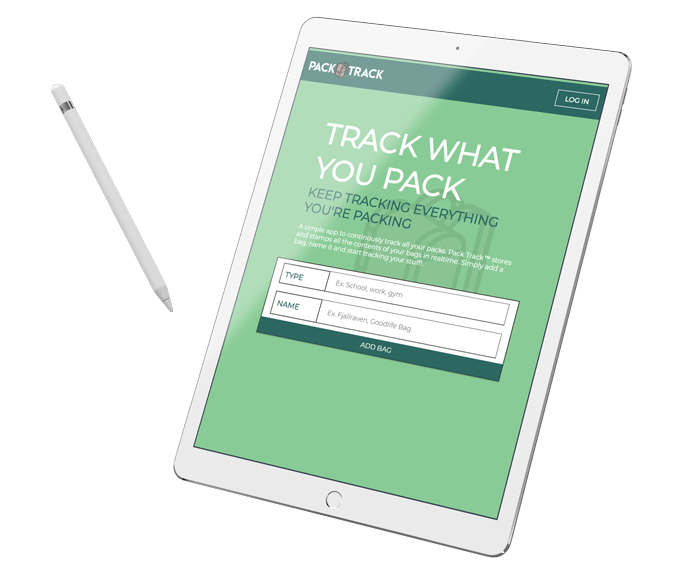 PACK TRACK
LOG IN
TRACK WHAT
YOU PACK
KEEP TRACKING EVERYTHING
YOU'RE PACKING
A simple app to continously track all your packs. Pack Track™ stores
and stamps all the contents of your bags in realtime. Simply add a
bag, name it and start tracking your stuff.
TYPE Ex. School, work, gym
NAME Ex. Fjallraven, Goodlife Bag
ADD BAG